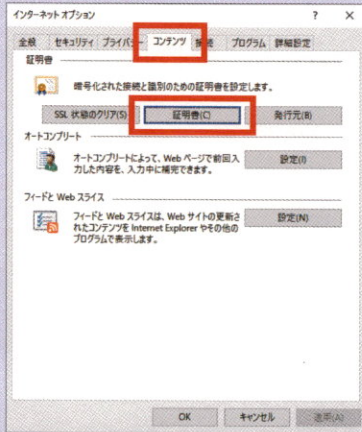 インターネット オプション ? ×
全般 セキュリティ プライバシー コンテンツ 接続 プログラム 詳細設定
証明書
暗号化された接続と識別のための証明書を設定します。
SSL 状態のクリア(S) 証明書(C) 発行元(B)
オートコンプリート
オートコンプリートによって、Web ページで前回入 設定(I)
力した内容を、入力中に補完できます。
フィードと Web スライス
フィードと Web スライスは、Web サイトの更新さ 設定(N)
れたコンテンツを Internet Explorer やその他の
プログラムで表示します。
OK キャンセル 適用(A)